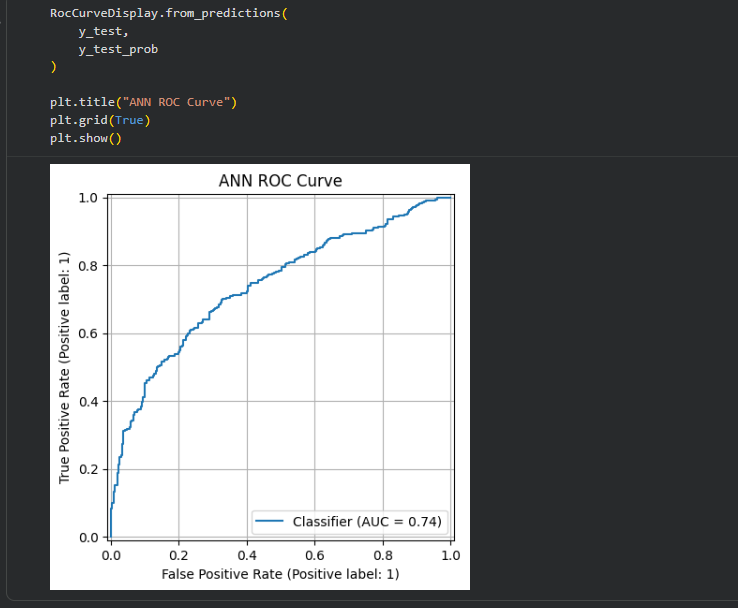 RocCurveDisplay.from_predictions(
y_test,
y_test_prob
)
plt.title("ANN ROC Curve")
plt.grid(True)
plt.show()
ANN ROC Curve
1.0
0.8
0.6
0.4
0.2
0.0
True Positive Rate (Positive label: 1)
Classifier (AUC = 0.74)
0.0 0.2 0.4 0.6 0.8 1.0
False Positive Rate (Positive label: 1)